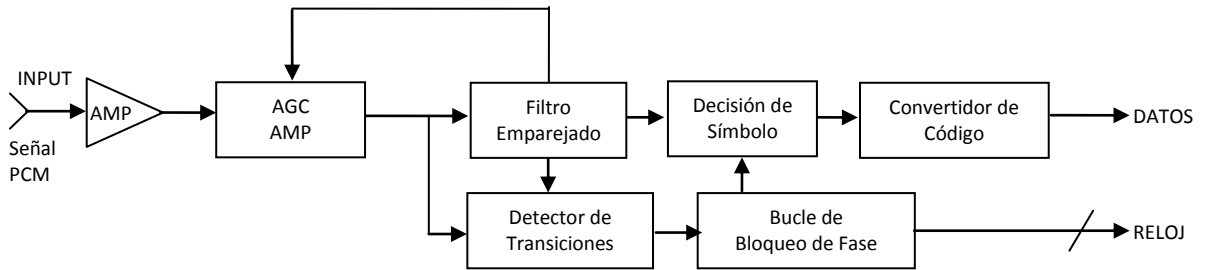 INPUT
AMP
Señal
PCM
AGC
AMP
Filtro
Emparejado
Decisión de
Símbolo
Convertidor de
Código
DATOS
Detector de
Transiciones
Bucle de
Bloqueo de Fase
RELOJ